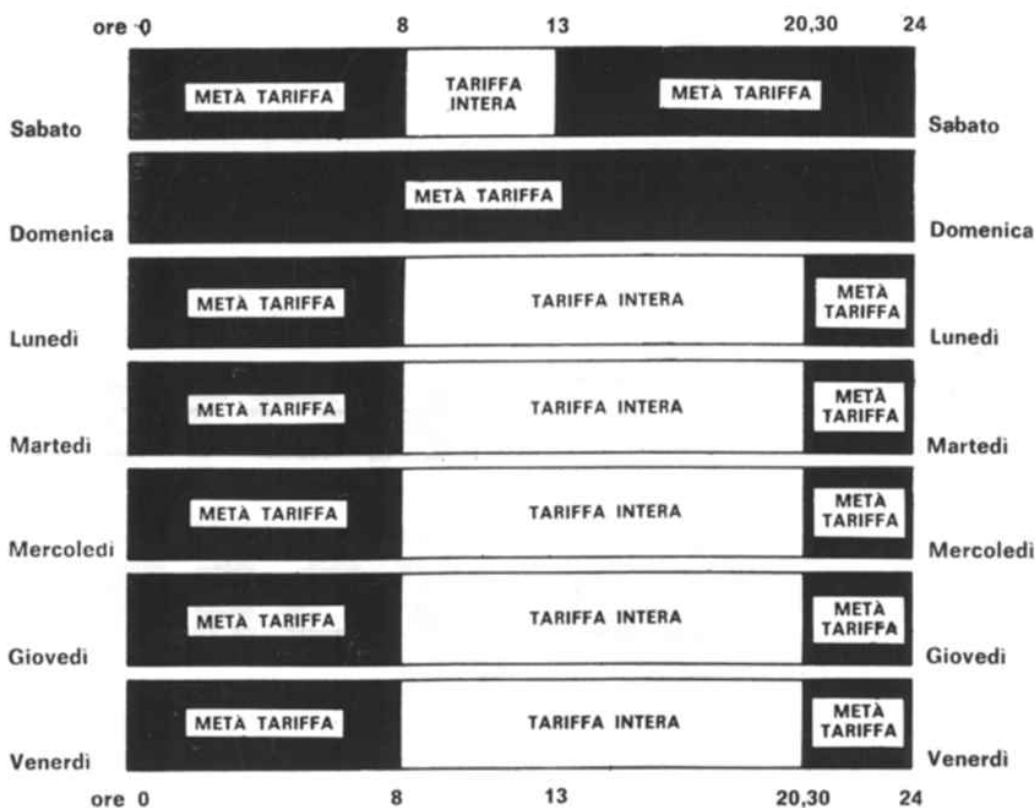 ore 0 8 13 20,30 24
METÀ TARIFFA TARIFFA INTERA METÀ TARIFFA
Sabato Sabato
METÀ TARIFFA
Domenica Domenica
METÀ TARIFFA TARIFFA INTERA METÀ TARIFFA
Lunedì Lunedì
METÀ TARIFFA TARIFFA INTERA METÀ TARIFFA
Martedì Martedì
METÀ TARIFFA TARIFFA INTERA METÀ TARIFFA
Mercoledì Mercoledì
METÀ TARIFFA TARIFFA INTERA METÀ TARIFFA
Giovedì Giovedì
METÀ TARIFFA TARIFFA INTERA METÀ TARIFFA
Venerdì Venerdì
ore 0 8 13 20,30 24